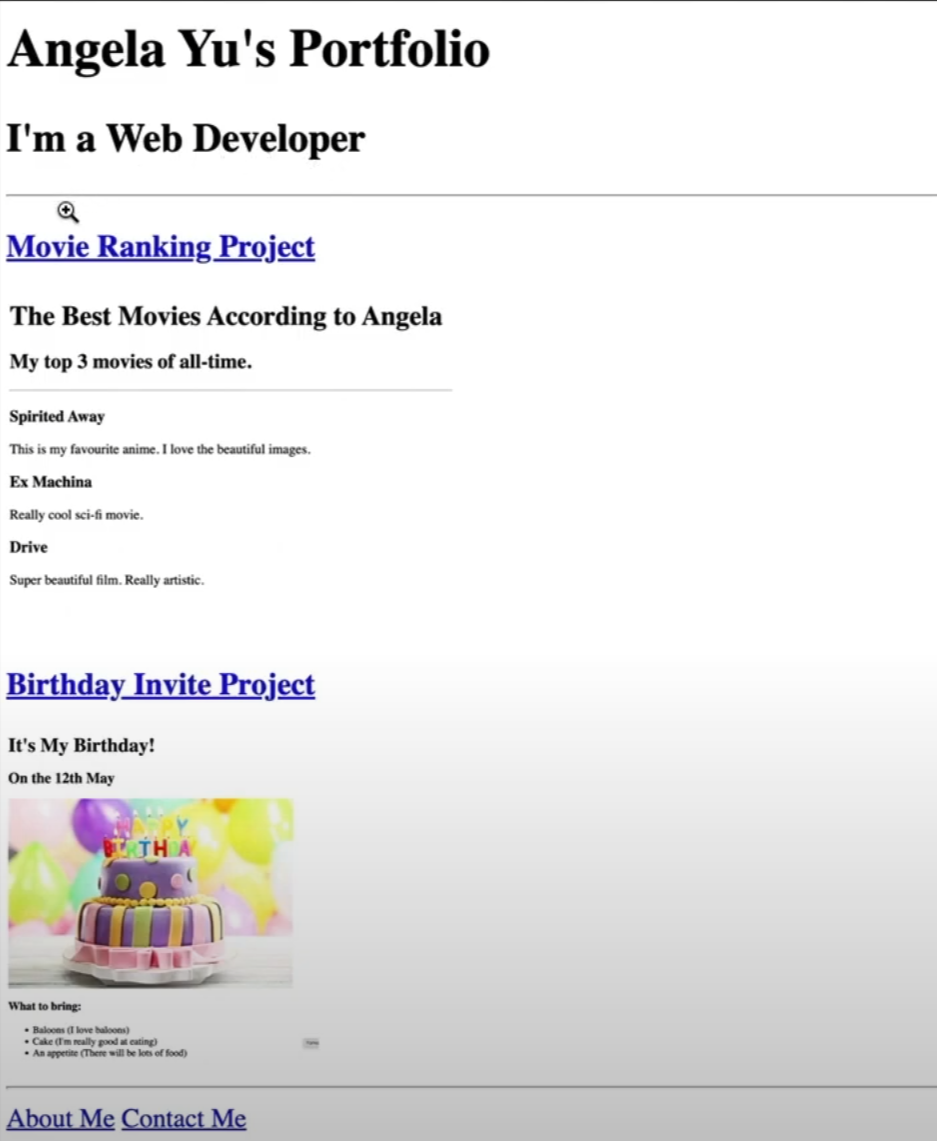 Angela Yu's Portfolio
I'm a Web Developer
Movie Ranking Project
The Best Movies According to Angela
My top 3 movies of all-time.
Spirited Away
This is my favourite anime. I love the beautiful images.
Ex Machina
Really cool sci-fi movie.
Drive
Super beautiful film. Really artistic.
Birthday Invite Project
It's My Birthday!
On the 12th May
HAPPY
BIRTHDA
What to bring:
• Baloons (I love baloons)
• Cake (I'm really good at eating)
• An appetite (There will be lots of food)
About Me Contact Me